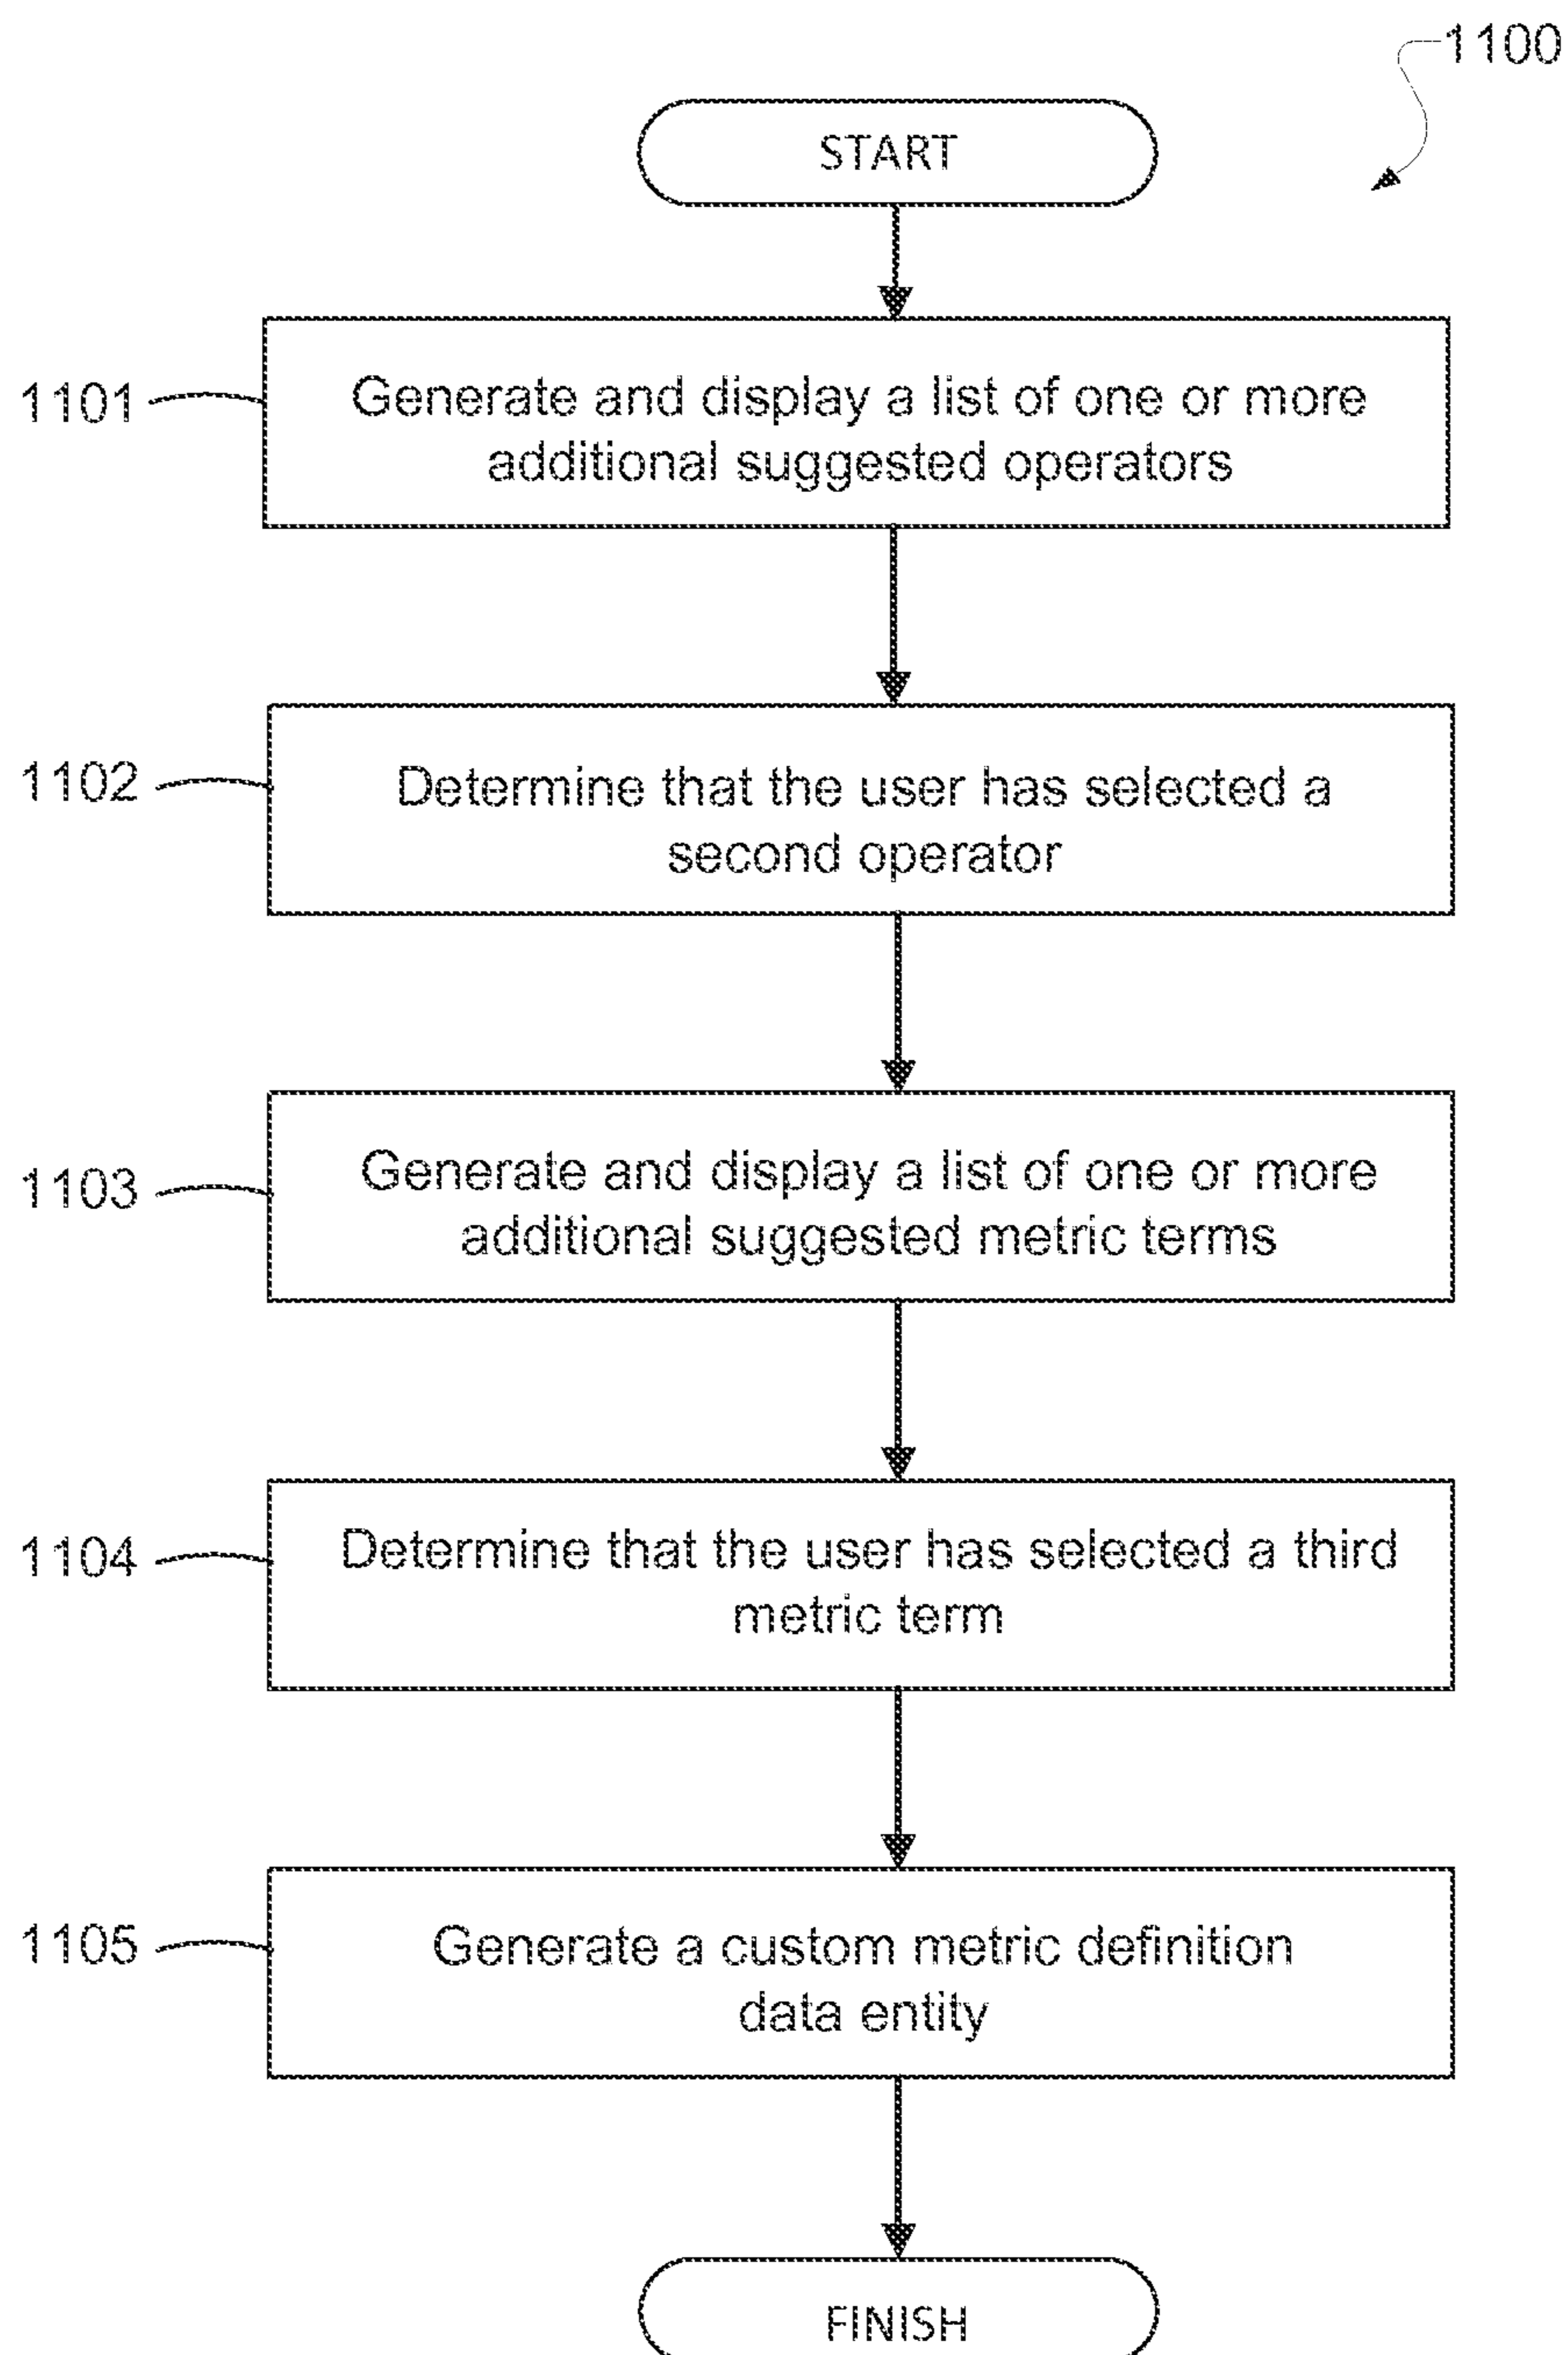 1100
START
1101
Generate and display a list of one or more
additional suggested operators
1102
Determine that the user has selected a
second operator
1103
Generate and display a list of one or more
additional suggested metric terms
1104
Determine that the user has selected a third
metric term
1105
Generate a custom metric definition
data entity
FINISH